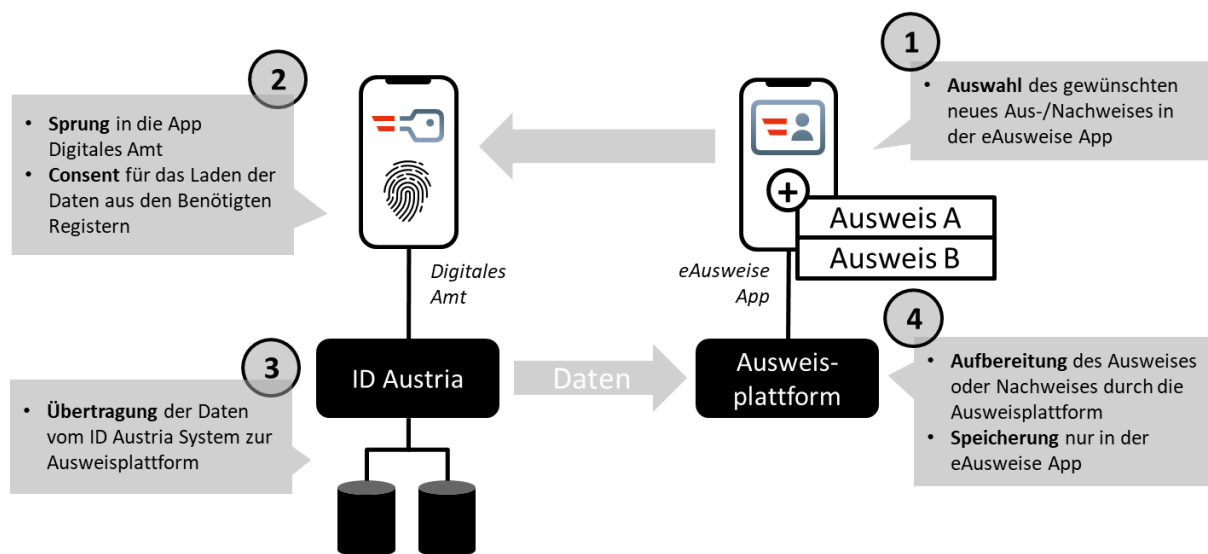 1
• Auswahl des gewünschten
neues Aus-/Nachweises in
der eAusweise App
2
• Sprung in die App
Digitales Amt
• Consent für das Laden der
Daten aus den Benötigten
Registern
Ausweis A
Ausweis B
Digitales
Amt
eAusweise
App
3
• Übertragung der Daten
vom ID Austria System zur
Ausweisplattform
ID Austria
Daten
Ausweis-
plattform
4
• Aufbereitung des Ausweises
oder Nachweises durch die
Ausweisplattform
• Speicherung nur in der
eAusweise App